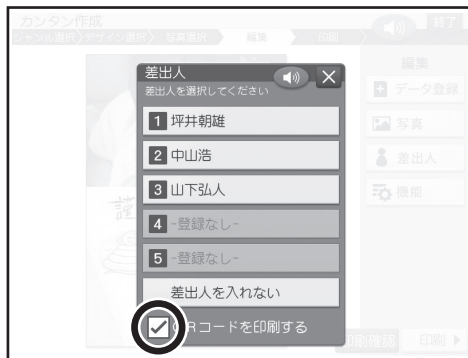 カンタン作成
終了
ジャンル選択〉デザイン選択〉写真選択〉編集〉印刷
編集
差出人
差出人を選択してください
1 坪井朝雄
2 中山浩
3 山下弘人
4 -登録なし-
5 -登録なし-
差出人を入れない
Rコードを印刷する
データ登録
写真
差出人
機能
印刷確認
印刷